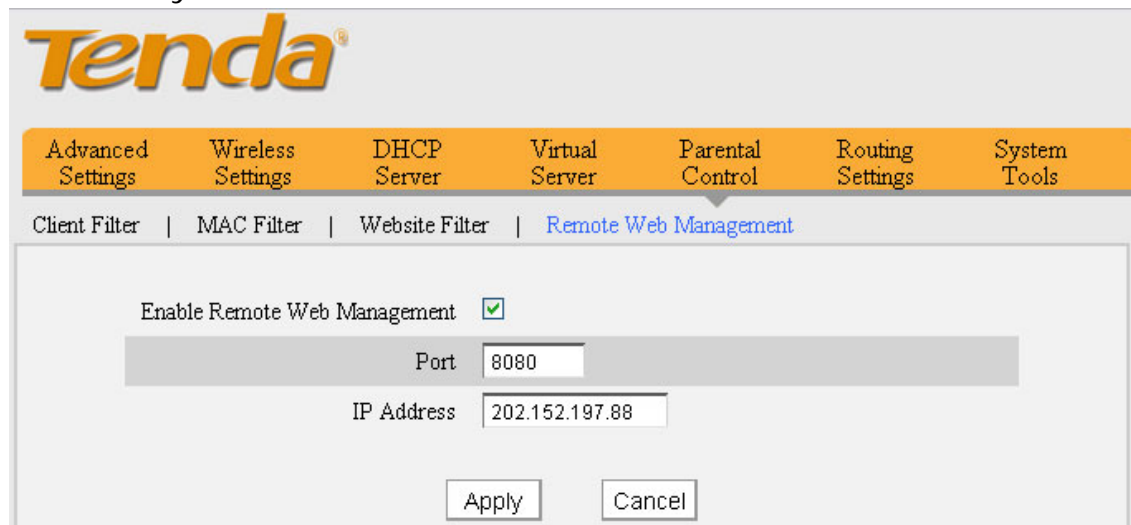 Tenda®
Advanced Settings
Wireless Settings
DHCP Server
Virtual Server
Parental Control
Routing Settings
System Tools
Client Filter | MAC Filter | Website Filter | Remote Web Management
Enable Remote Web Management
Port 8080
IP Address 202.152.197.88
Apply Cancel